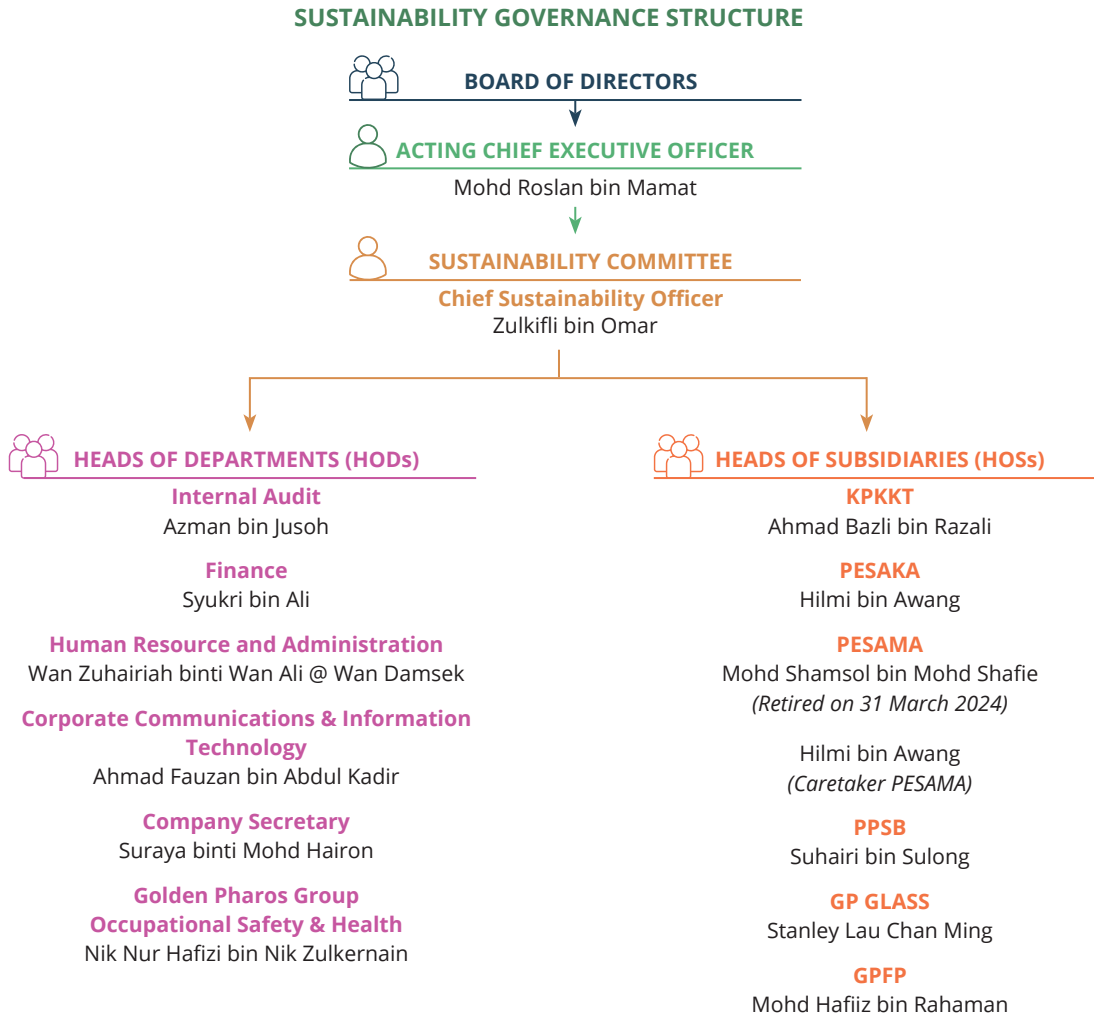 SUSTAINABILITY GOVERNANCE STRUCTURE
BOARD OF DIRECTORS
ACTING CHIEF EXECUTIVE OFFICER
Mohd Roslan bin Mamat
SUSTAINABILITY COMMITTEE
Chief Sustainability Officer
Zulkifli bin Omar
HEADS OF DEPARTMENTS (HODs)
Internal Audit
Azman bin Jusoh
Finance
Syukri bin Ali
Human Resource and Administration
Wan Zuhairiah binti Wan Ali @ Wan Damsek
Corporate Communications & Information
Technology
Ahmad Fauzan bin Abdul Kadir
Company Secretary
Suraya binti Mohd Hairon
Golden Pharos Group
Occupational Safety & Health
Nik Nur Hafizi bin Nik Zulkernain
HEADS OF SUBSIDIARIES (HOSs)
KPKKT
Ahmad Bazli bin Razali
PESAKA
Hilmi bin Awang
PESAMA
Mohd Shamsol bin Mohd Shafie
(Retired on 31 March 2024)
Hilmi bin Awang
(Caretaker PESAMA)
PPSB
Suhairi bin Sulong
GP GLASS
Stanley Lau Chan Ming
GPFP
Mohd Hafiiz bin Rahaman